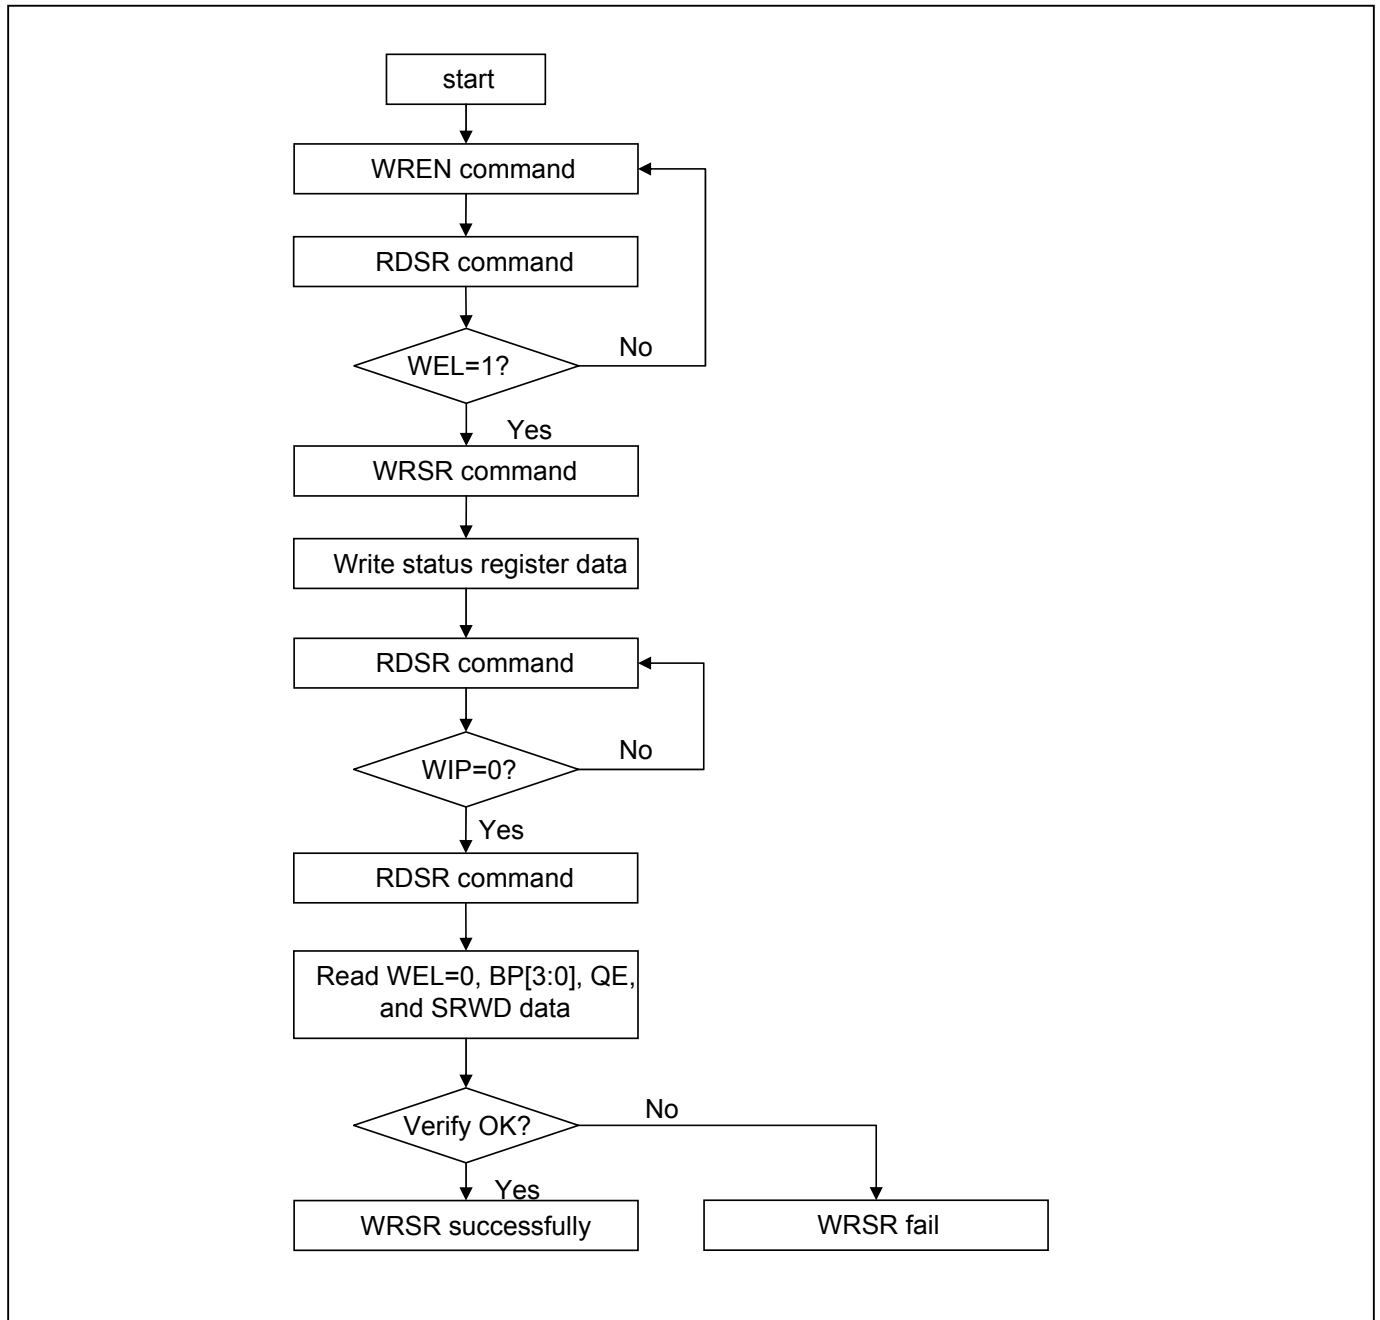 start
WREN command
RDSR command
WEL=1?
No
Yes
WRSR command
Write status register data
RDSR command
WIP=0?
No
Yes
RDSR command
Read WEL=0, BP[3:0], QE,
and SRWD data
Verify OK?
No
Yes
WRSR successfully
WRSR fail